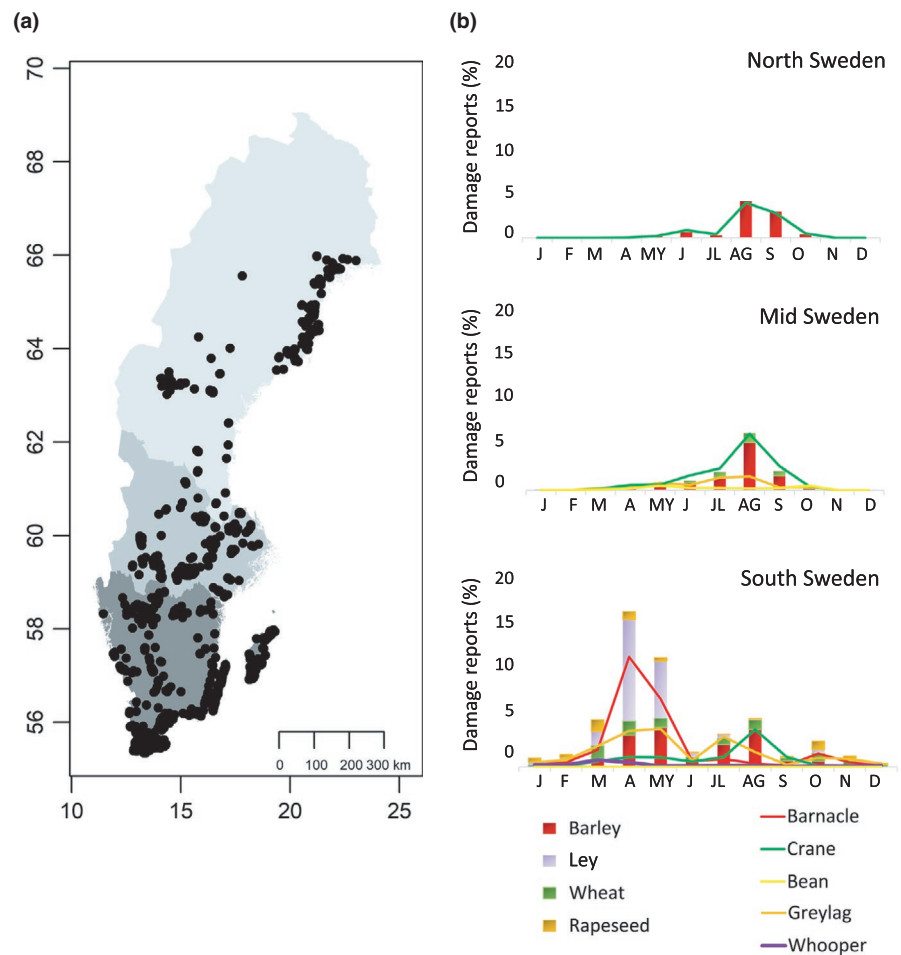 (a)
70
68
66
64
62
60
58
56
0 100 200 300 km
10 15 20 25
(b)
North Sweden
Damage reports (%)
20
15
10
5
0
J F M A MY J JL AG S O N D
Mid Sweden
Damage reports (%)
20
15
10
5
0
J F M A MY J JL AG S O N D
South Sweden
Damage reports (%)
20
15
10
5
0
J F M A MY J JL AG S O N D
Barley
Ley
Wheat
Rapeseed
Barnacle
Crane
Bean
Greylag
Whooper